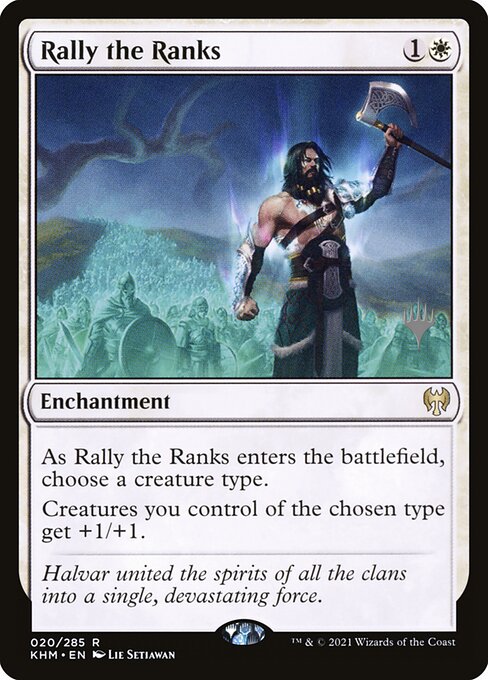 Rally the Ranks 1
Enchantment
As Rally the Ranks enters the battlefield,
choose a creature type.
Creatures you control of the chosen type
get +1/+1.
Halvar united the spirits of all the clans
into a single, devastating force.
020/285 R
KHM • EN Lie Setiawan
™ & © 2021 Wizards of the Coast